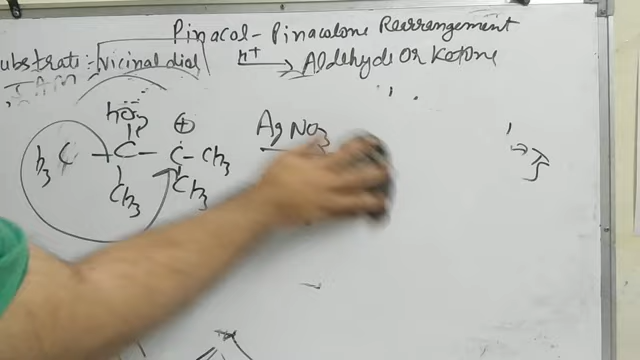 Pinacol-Pinacolone Rearrangement
Substrate:- Vicinal diol H⁺ → Aldehyde Or Ketone
HO:
⊕
AgNO3
H3C - C - C - CH3
CH3 CH3